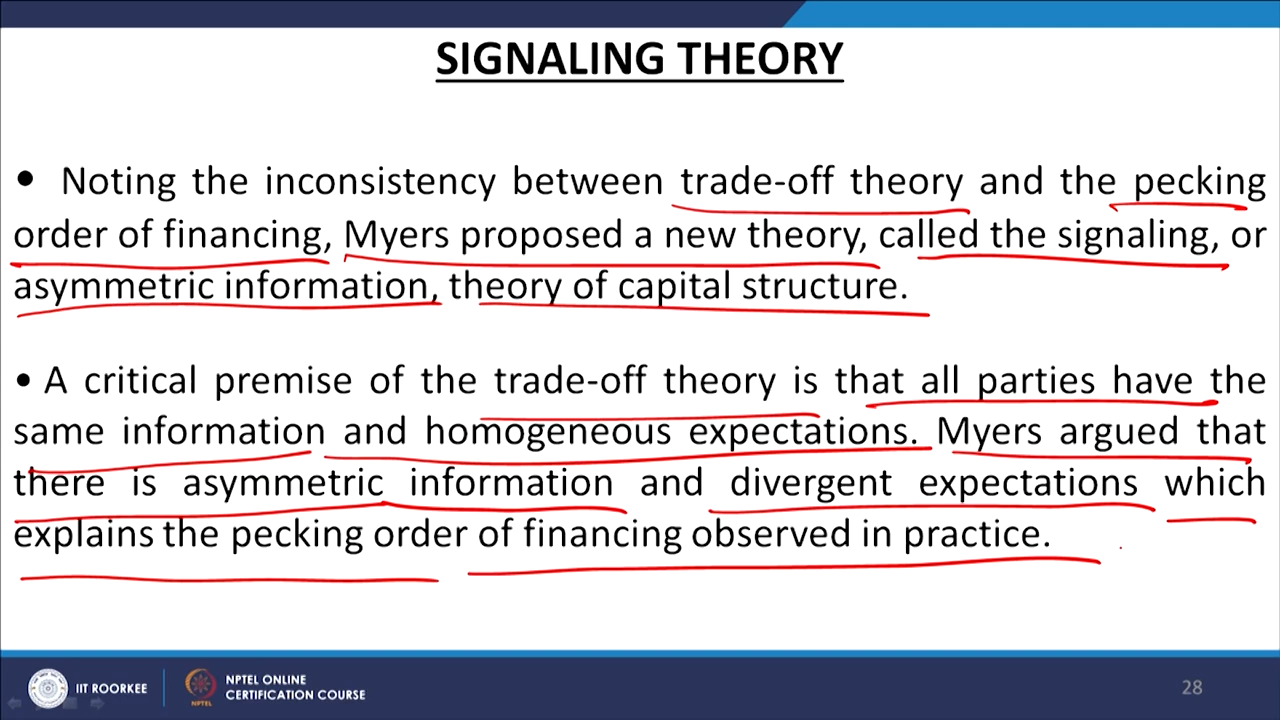 SIGNALING THEORY
• Noting the inconsistency between trade-off theory and the pecking
order of financing, Myers proposed a new theory, called the signaling, or
asymmetric information, theory of capital structure.
• A critical premise of the trade-off theory is that all parties have the
same information and homogeneous expectations. Myers argued that
there is asymmetric information and divergent expectations which
explains the pecking order of financing observed in practice.
IIT ROORKEE
NPTEL
NPTEL ONLINE
CERTIFICATION COURSE
28